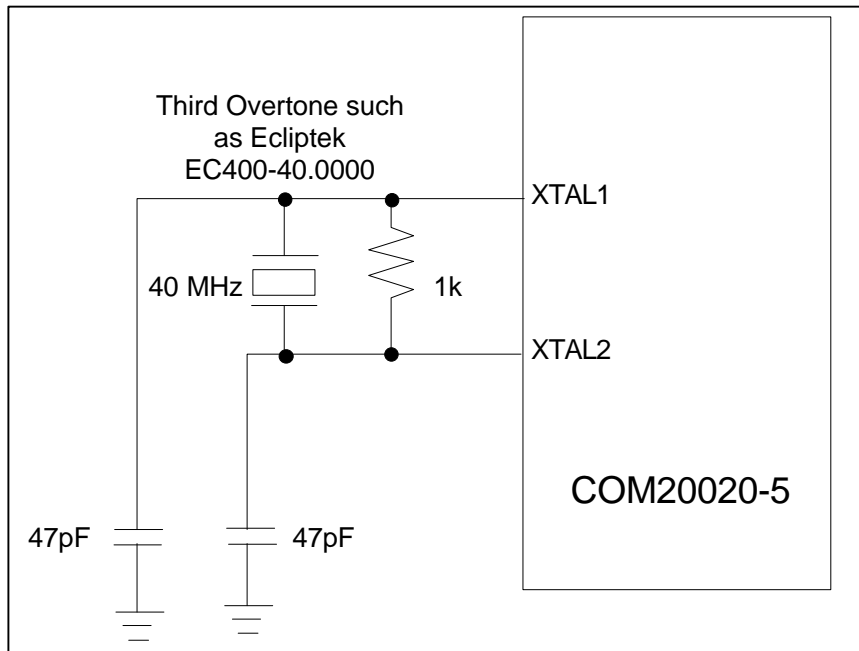 Third Overtone such
as Ecliptek
EC400-40.0000
XTAL1
40 MHz
1k
XTAL2
COM20020-5
47pF
47pF